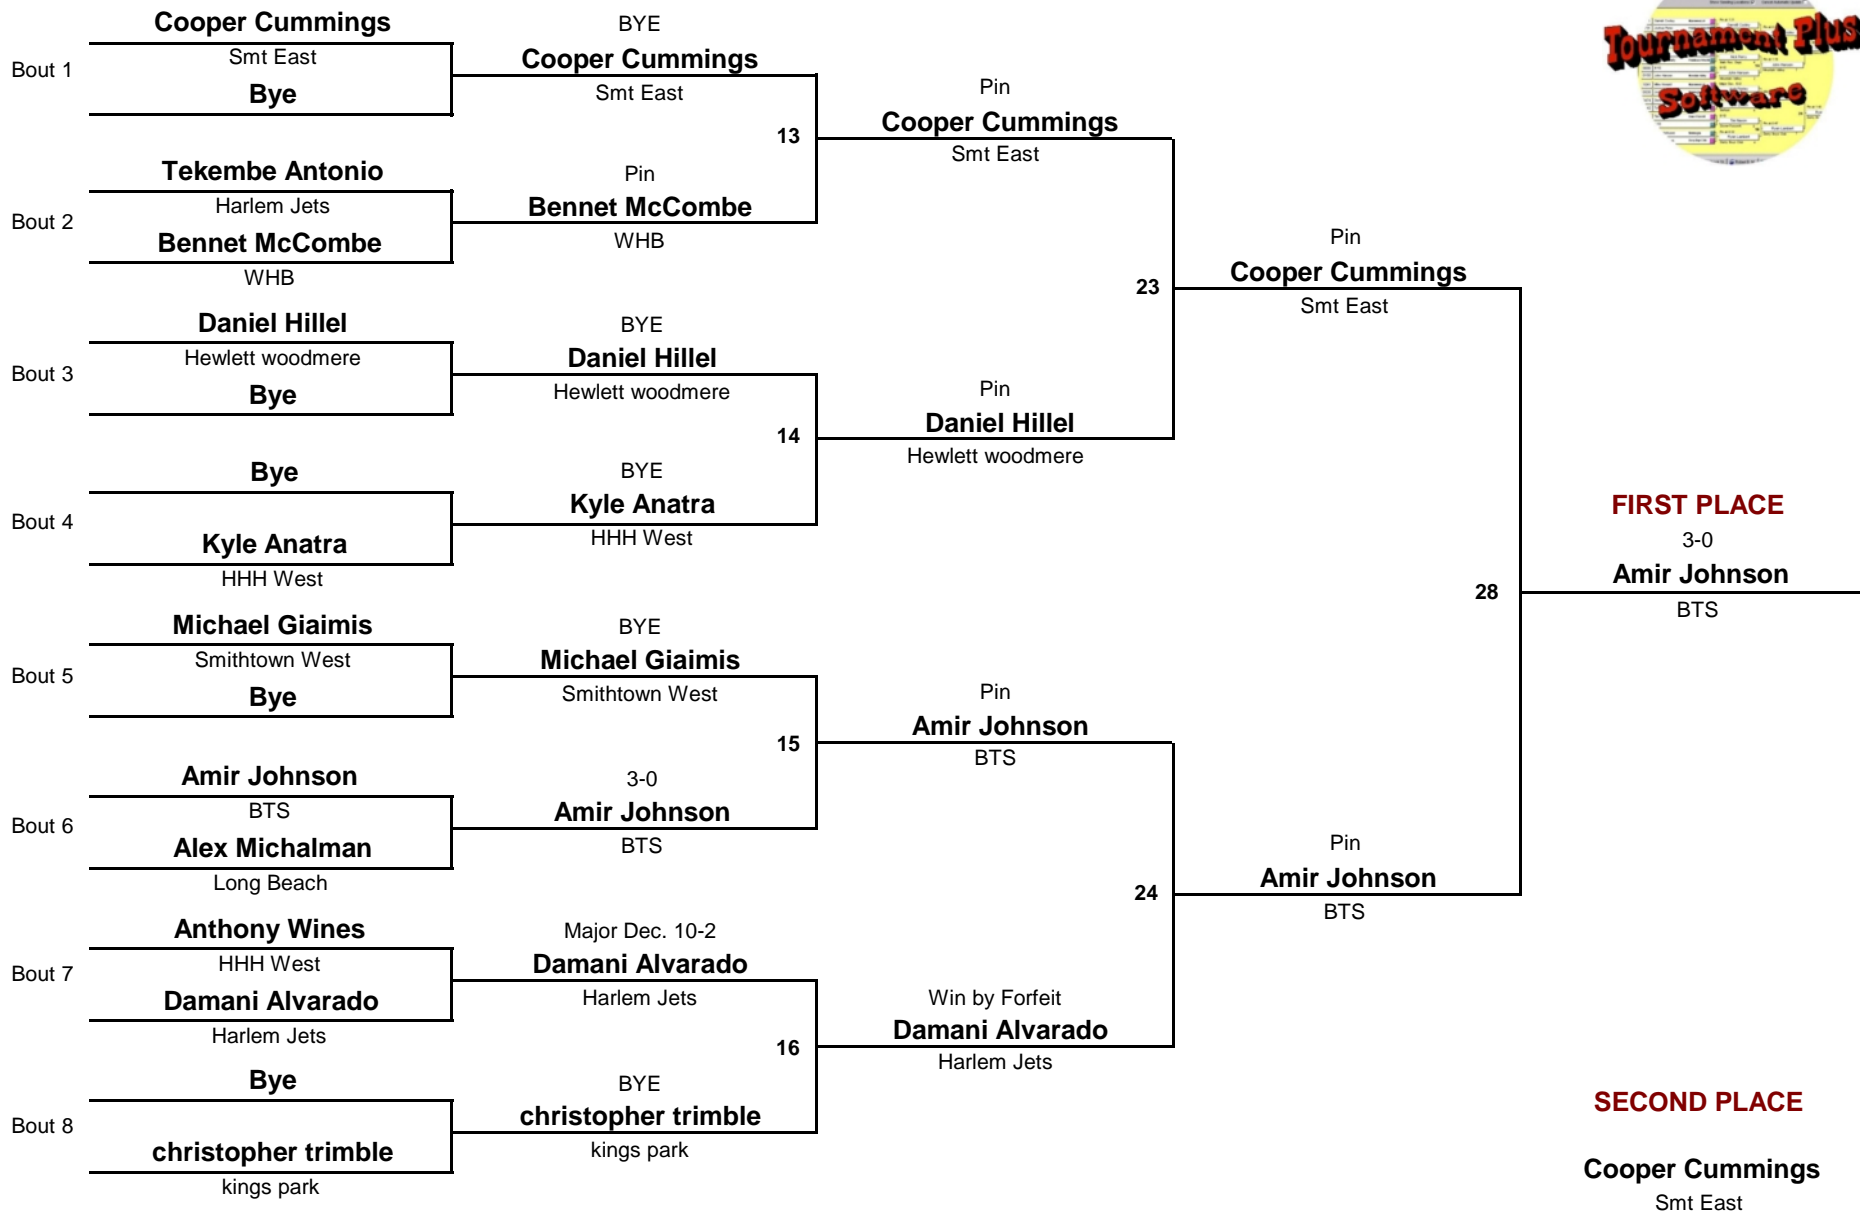 Cooper Cummings
Smt East
Bout 1
Bye
Tekembe Antonio
Harlem Jets
Bout 2
Bennet McCombe
WHB
Daniel Hillel
Hewlett woodmere
Bout 3
Bye
Bye
Bout 4
Kyle Anatra
HHH West
Michael Giaimis
Smithtown West
Bout 5
Bye
Amir Johnson
BTS
Bout 6
Alex Michalman
Long Beach
Anthony Wines
HHH West
Bout 7
Damani Alvarado
Harlem Jets
Bye
Bout 8
christopher trimble
kings park
BYE
Cooper Cummings
Smt East
13
Pin
Bennet McCombe
WHB
BYE
Daniel Hillel
Hewlett woodmere
14
BYE
Kyle Anatra
HHH West
BYE
Michael Giaimis
Smithtown West
15
3-0
Amir Johnson
BTS
Major Dec. 10-2
Damani Alvarado
Harlem Jets
16
BYE
christopher trimble
kings park
Pin
Cooper Cummings
Smt East
23
Pin
Daniel Hillel
Hewlett woodmere
Pin
Amir Johnson
BTS
24
Win by Forfeit
Damani Alvarado
Harlem Jets
Pin
Cooper Cummings
Smt East
28
Pin
Amir Johnson
BTS
Tournament Plus
Software
FIRST PLACE
3-0
Amir Johnson
BTS
SECOND PLACE
Cooper Cummings
Smt East